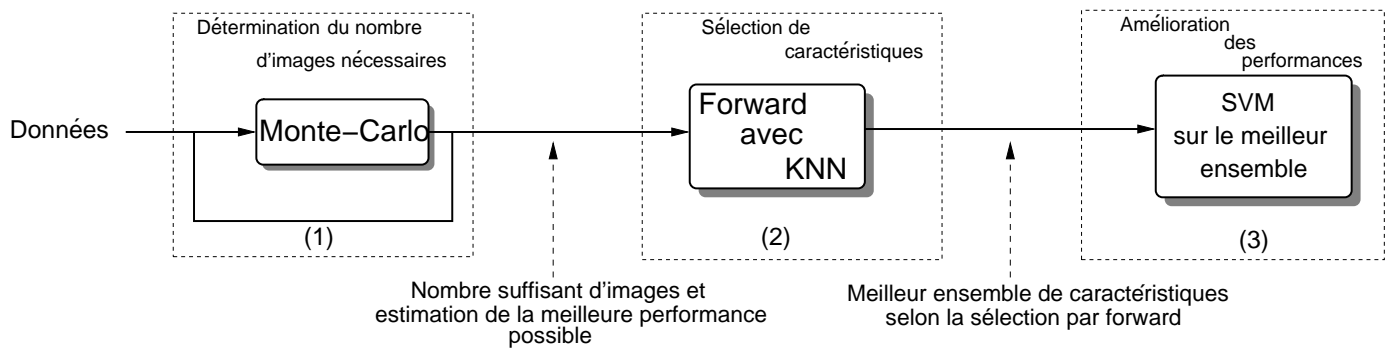 Détermination du nombre
d'images nécessaires
Données
Monte−Carlo
(1)
Nombre suffisant d'images et
estimation de la meilleure performance
possible
Sélection de
caractéristiques
Forward
avec
KNN
(2)
Meilleur ensemble de caractéristiques
selon la sélection par forward
Amélioration
des
performances
SVM
sur le meilleur
ensemble
(3)